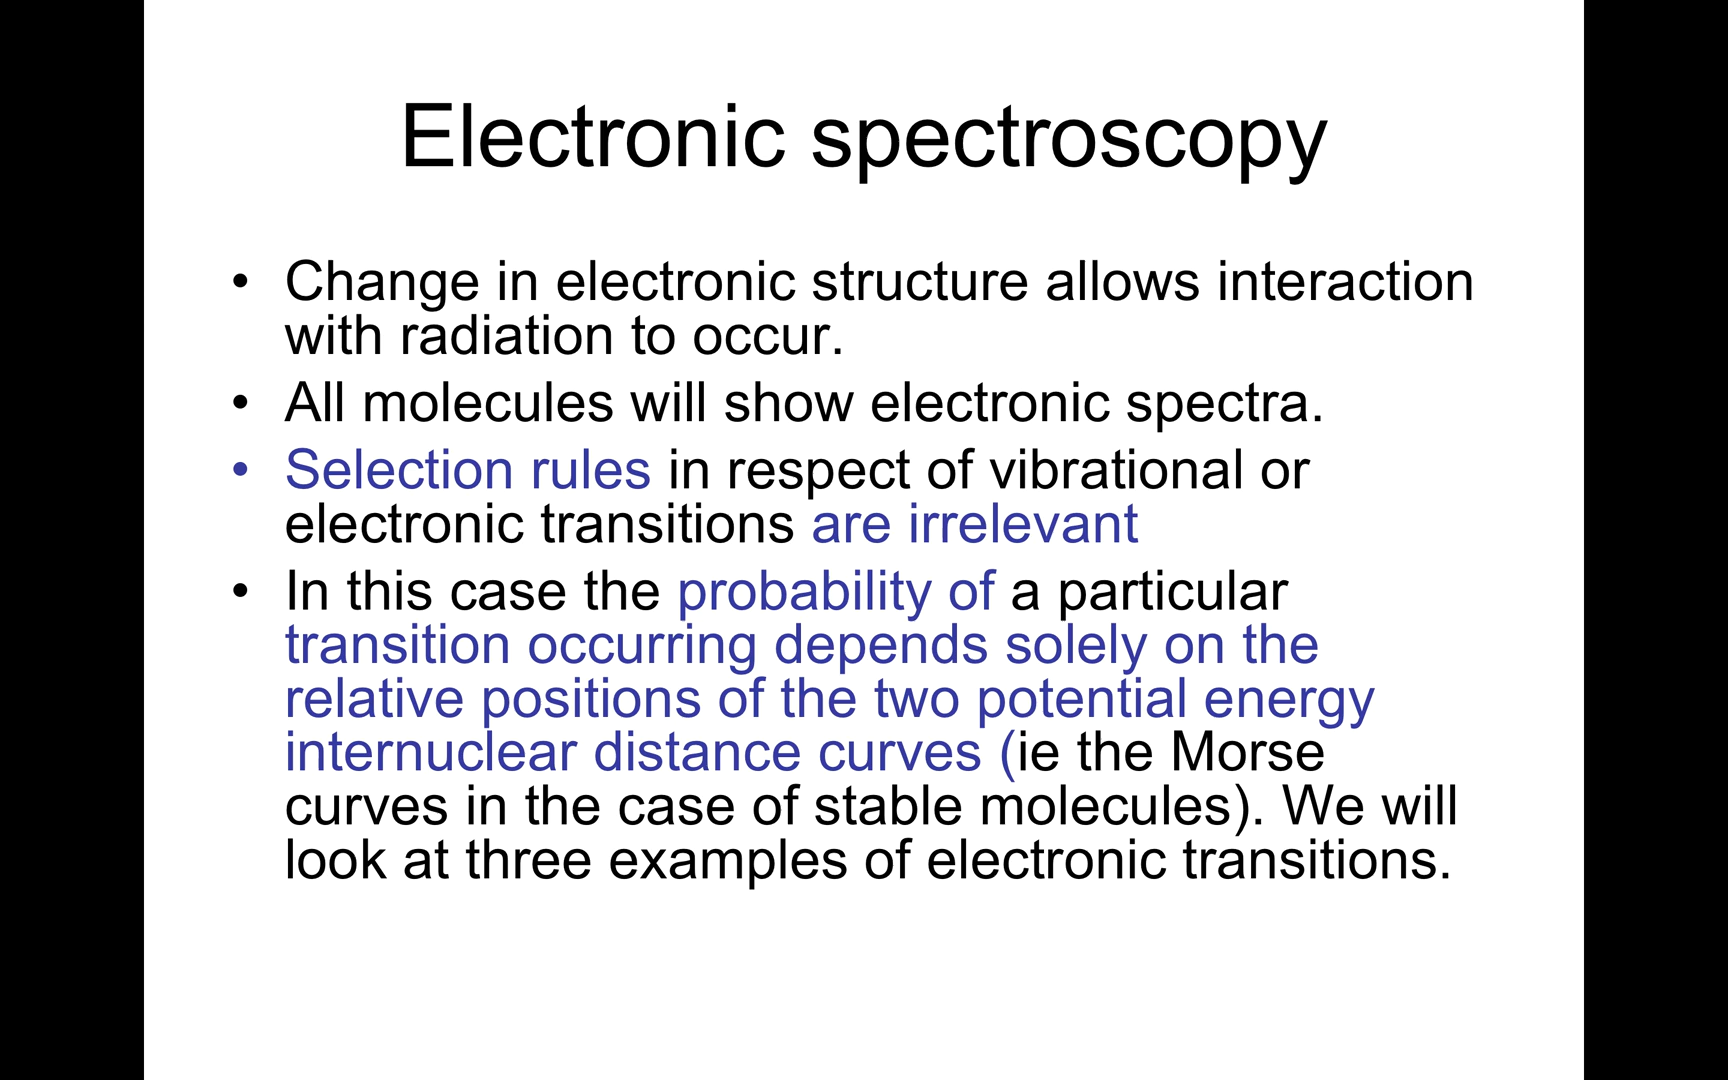 Electronic spectroscopy
• Change in electronic structure allows interaction
with radiation to occur.
• All molecules will show electronic spectra.
• Selection rules in respect of vibrational or
electronic transitions are irrelevant
• In this case the probability of a particular
transition occurring depends solely on the
relative positions of the two potential energy
internuclear distance curves (ie the Morse
curves in the case of stable molecules). We will
look at three examples of electronic transitions.